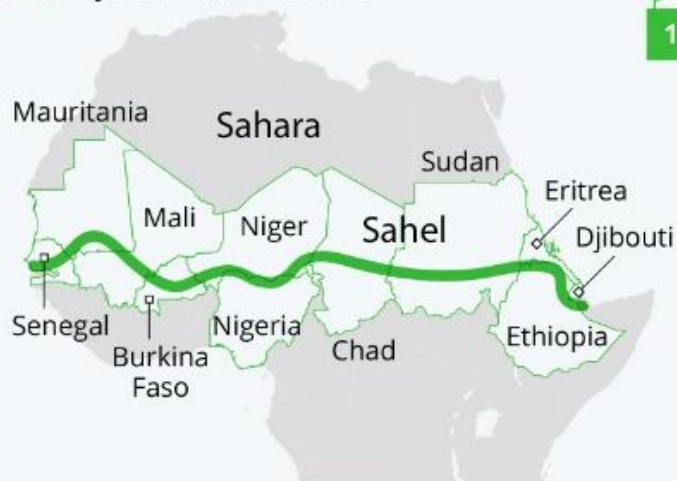 1
Mauritania
Sahara
Sudan
Eritrea
Mali
Niger
Sahel
Djibouti
Senegal
Nigeria
Ethiopia
Burkina
Faso
Chad